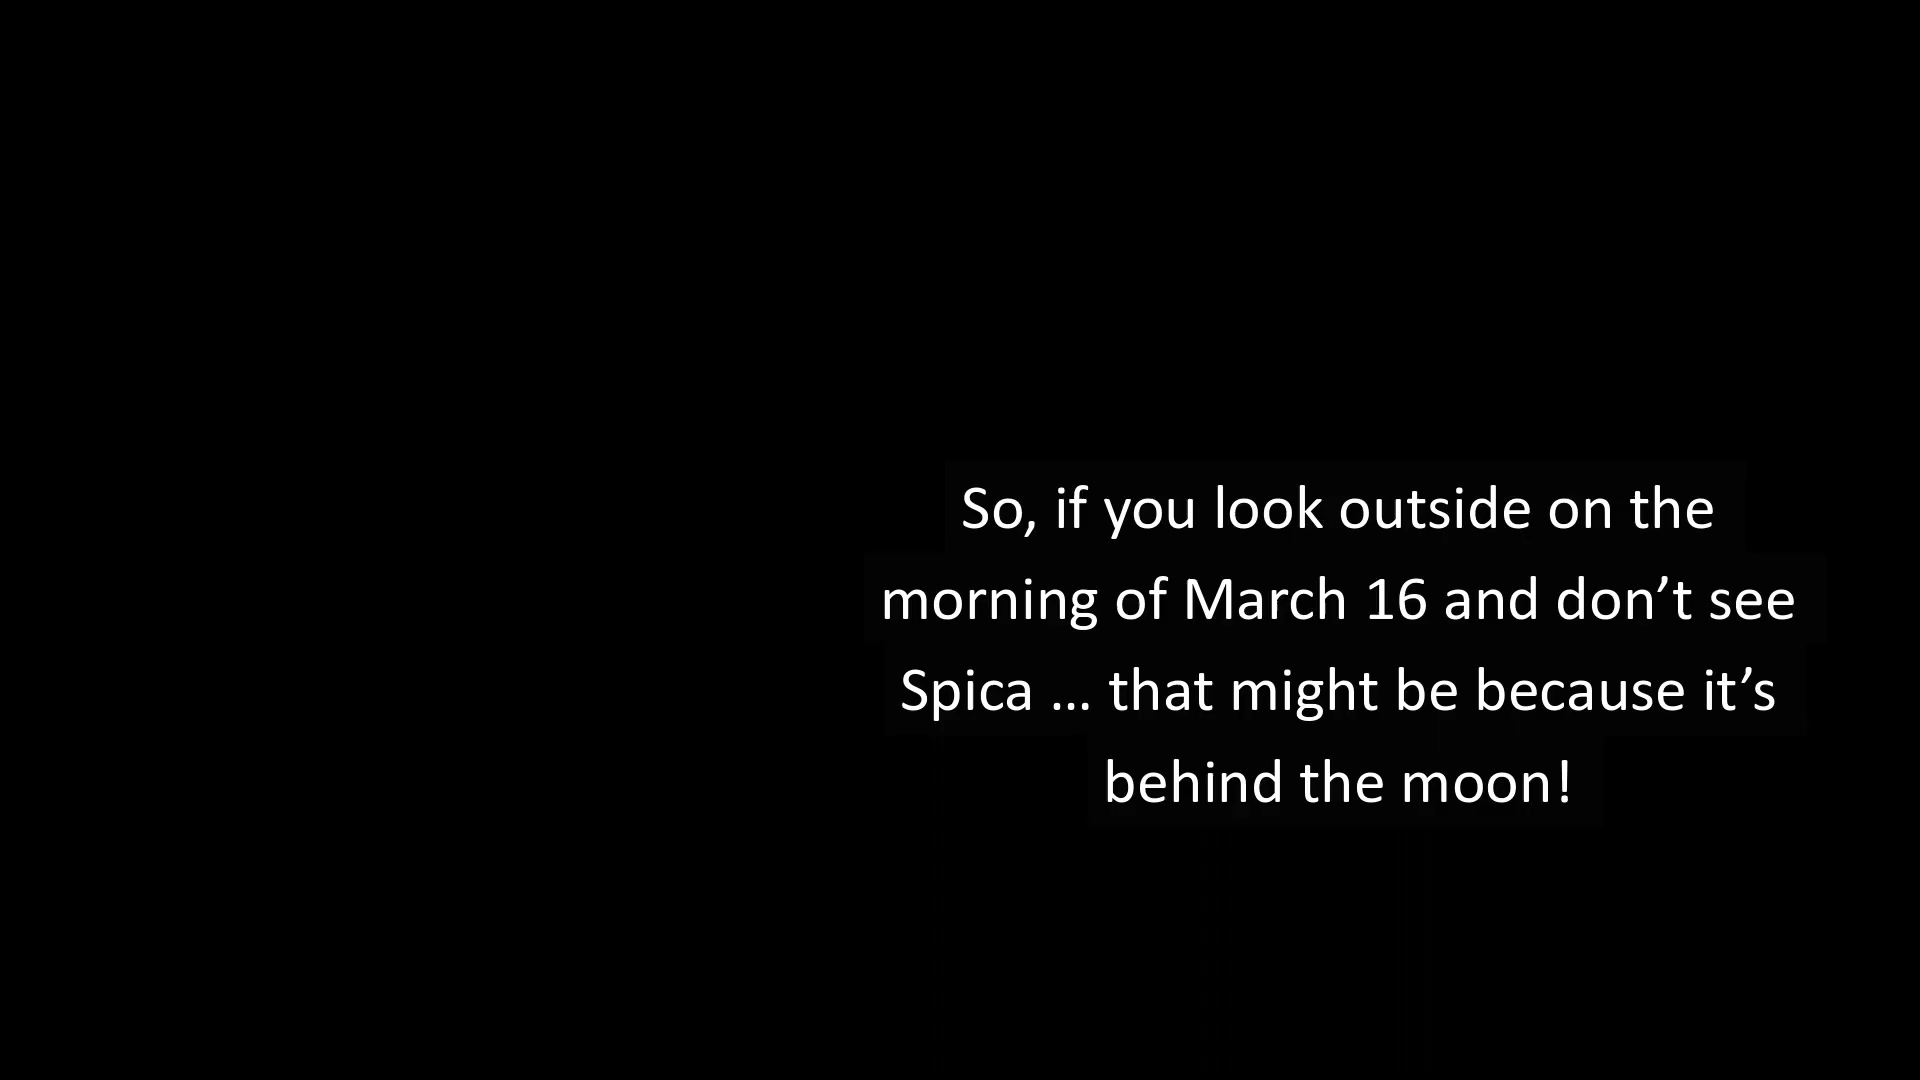 So, if you look outside on the
morning of March 16 and don’t see
Spica … that might be because it’s
behind the moon!